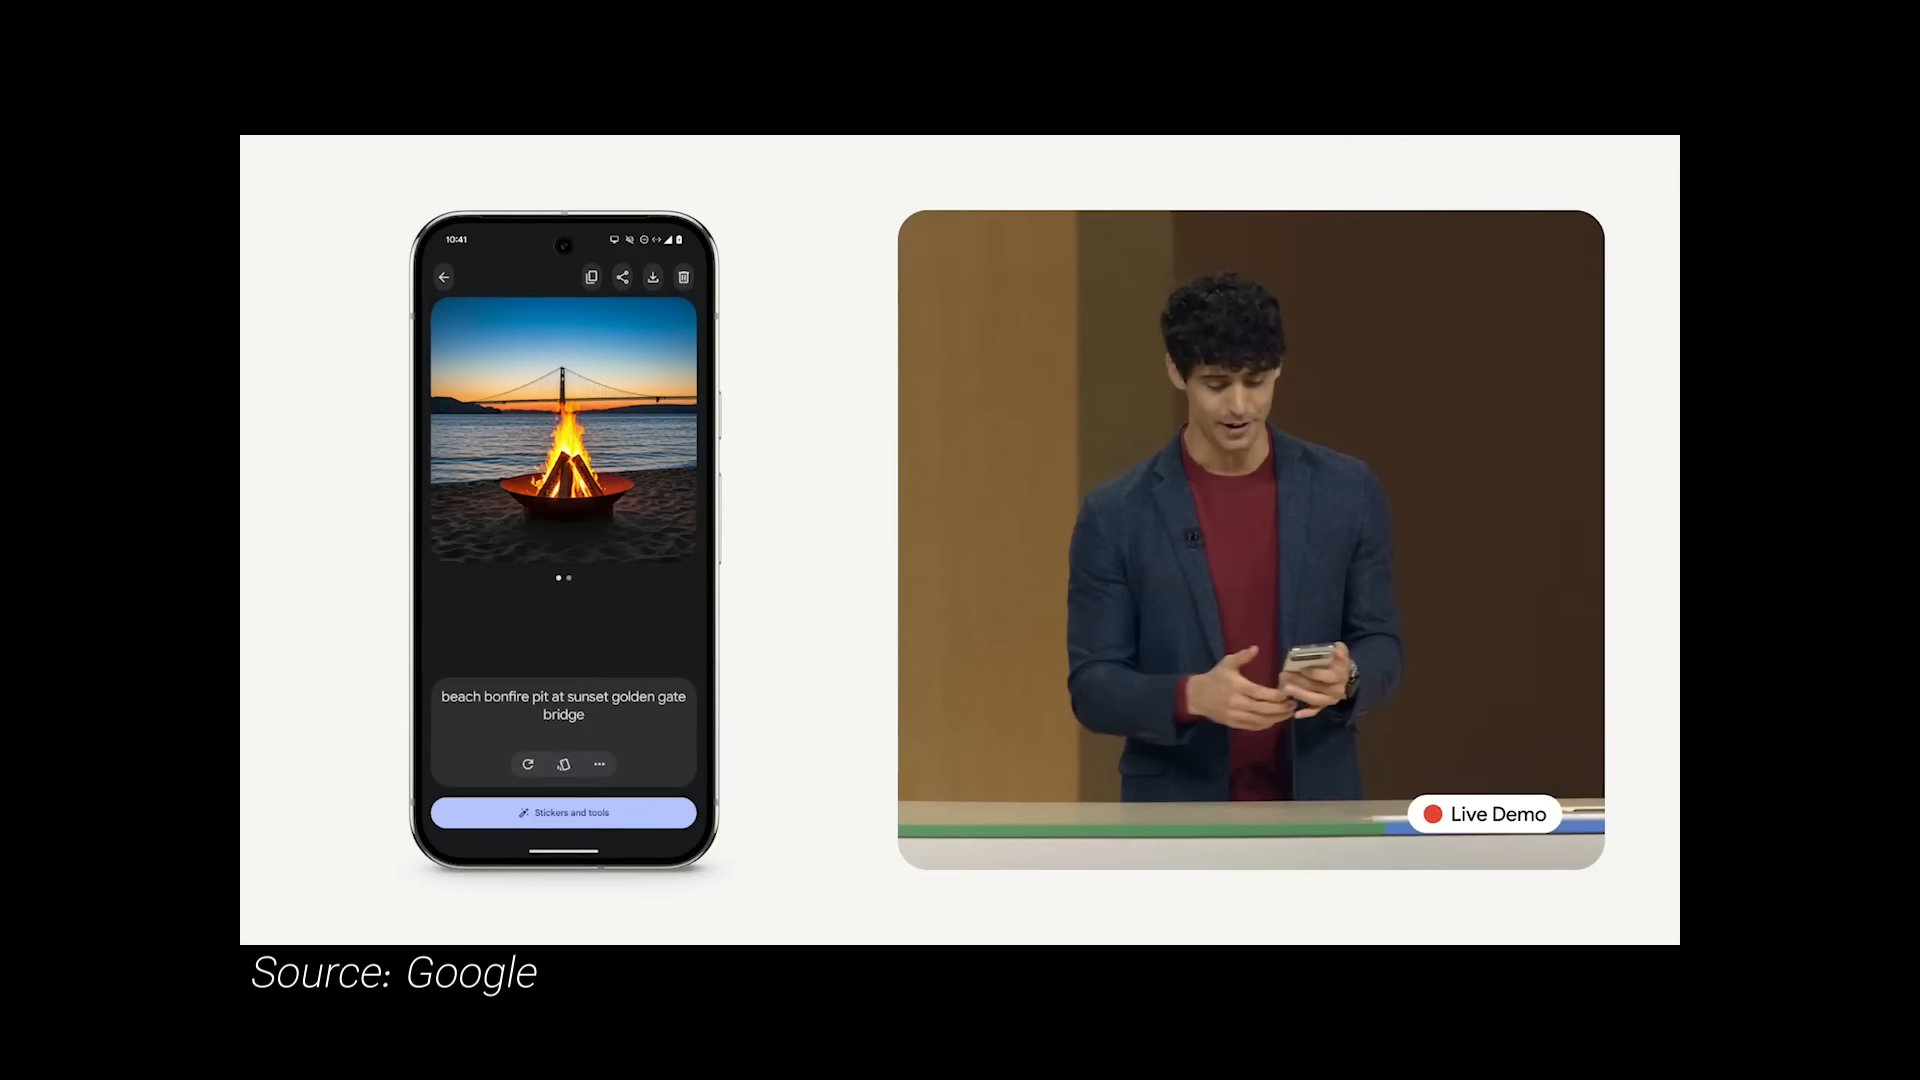 10:41
beach bonfire pit at sunset golden gate
bridge
Stickers and tools
Live Demo
Source: Google